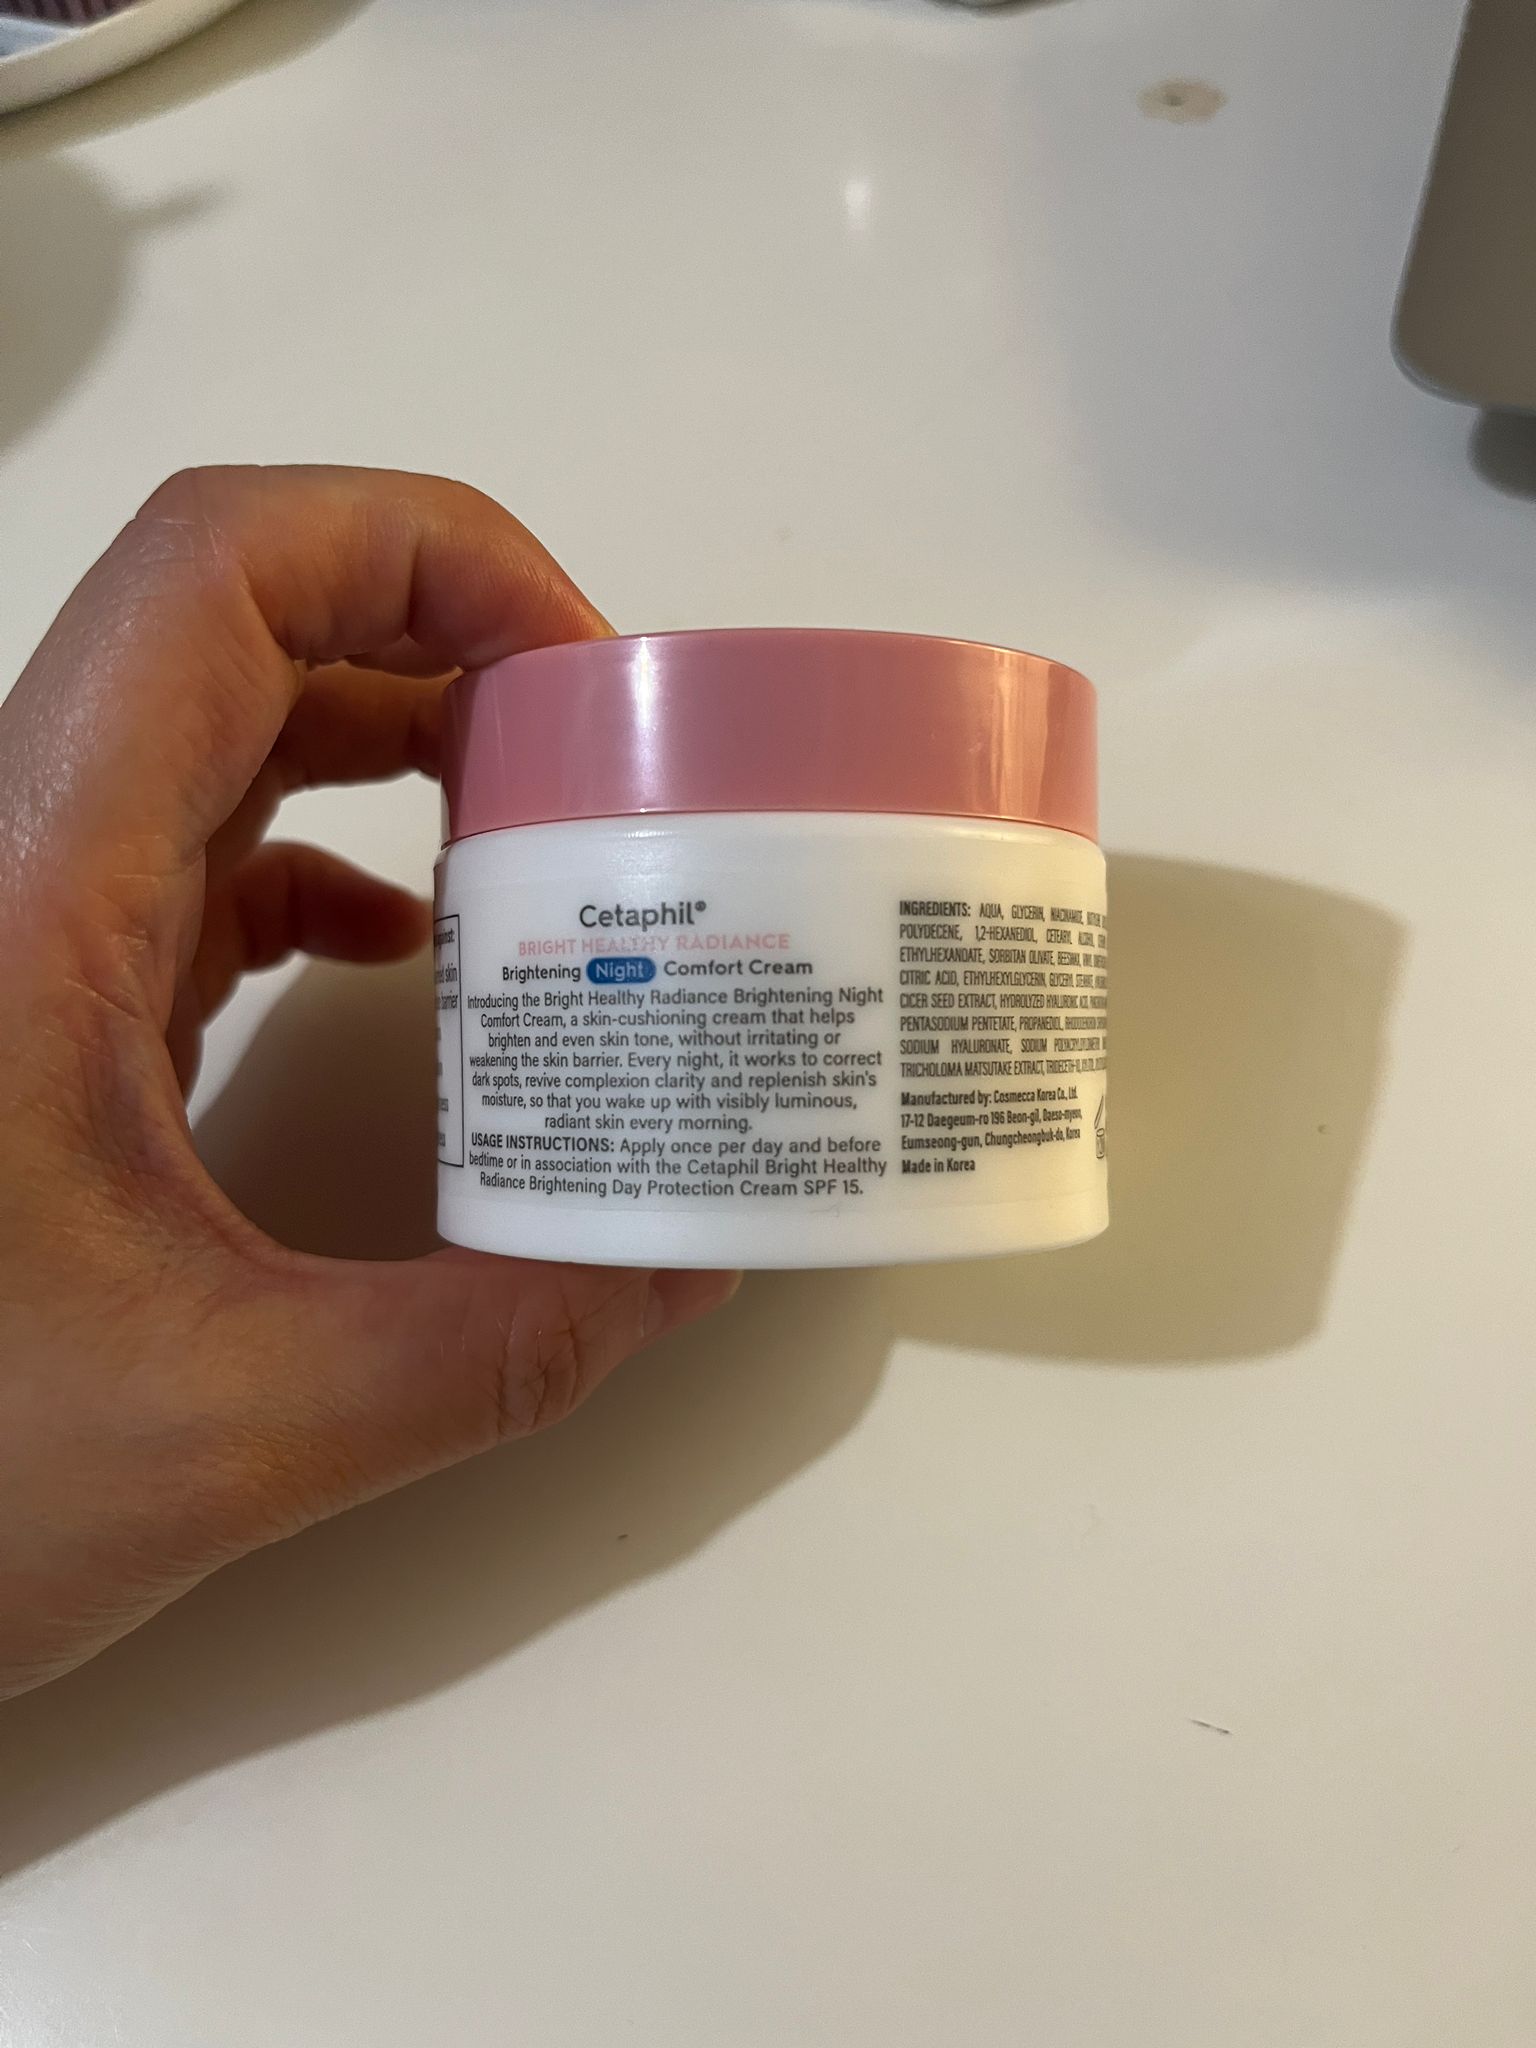 Cetaphil®
BRIGHT HEALTHY RADIANCE
Brightening Night Comfort Cream
Introducing the Bright Healthy Radiance Brightening Night
Comfort Cream, a skin-cushioning cream that helps
brighten and even skin tone, without irritating or
weakening the skin barrier. Every night, it works to correct
dark spots, revive complexion clarity and replenish skin's
moisture, so that you wake up with visibly luminous,
radiant skin every morning.
USAGE INSTRUCTIONS: Apply once per day and before
bedtime or in association with the Cetaphil Bright Healthy
Radiance Brightening Day Protection Cream SPF 15.
INGREDIENTS: AQUA, GLYCERIN, NIACINAMIDE,
POLYDECENE, 1,2-HEXANEDIOL, CETEARYL ALCOHOL,
ETHYLHEXANOATE, SORBITAN OLIVATE, BEESWAX, VINYL
CITRIC ACID, ETHYLHEXYLGLYCERIN, GLYCERYL STEARATE,
CICER SEED EXTRACT, HYDROLYZED HYALURONIC ACID,
PENTASODIUM PENTETATE, PROPANEDIOL,
SODIUM HYALURONATE, SODIUM
TRICHOLOMA MATSUTAKE EXTRACT, TRIDECETH-10,
Manufactured by: Cosmecca Korea Co., Ltd.
17-12 Daegeum-ro 196 Beon-gil, Daeso-myeon,
Eumseong-gun, Chungcheongbuk-do, Korea
Made in Korea
skin
barrier